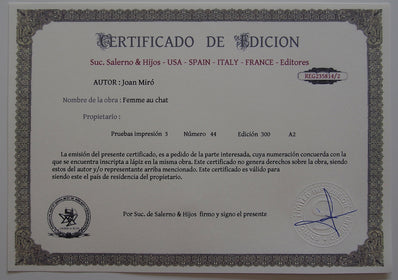 CERTIFICADO DE EDICION
Suc. Salerno & Hijos - USA - SPAIN - ITALY - FRANCE - Editores
AUTOR : Joan Miró
Nombre de la obra : Femme au chat
Propietario :
Pruebas impresión 5 Número 44 Edición 300 A2
La emisión del presente certificado, es a pedido de la parte interesada, cuya numeración concuerda con la
que se encuentra inscripta a lápiz en la misma obra. Este certificado no genera derechos sobre la obra, siendo
estos del autor y/o representante arriba mencionado. Este certificado es válido para
siendo este el país de residencia del propietario.
Por Suc. de Salerno & Hijos firmo y signo el presente